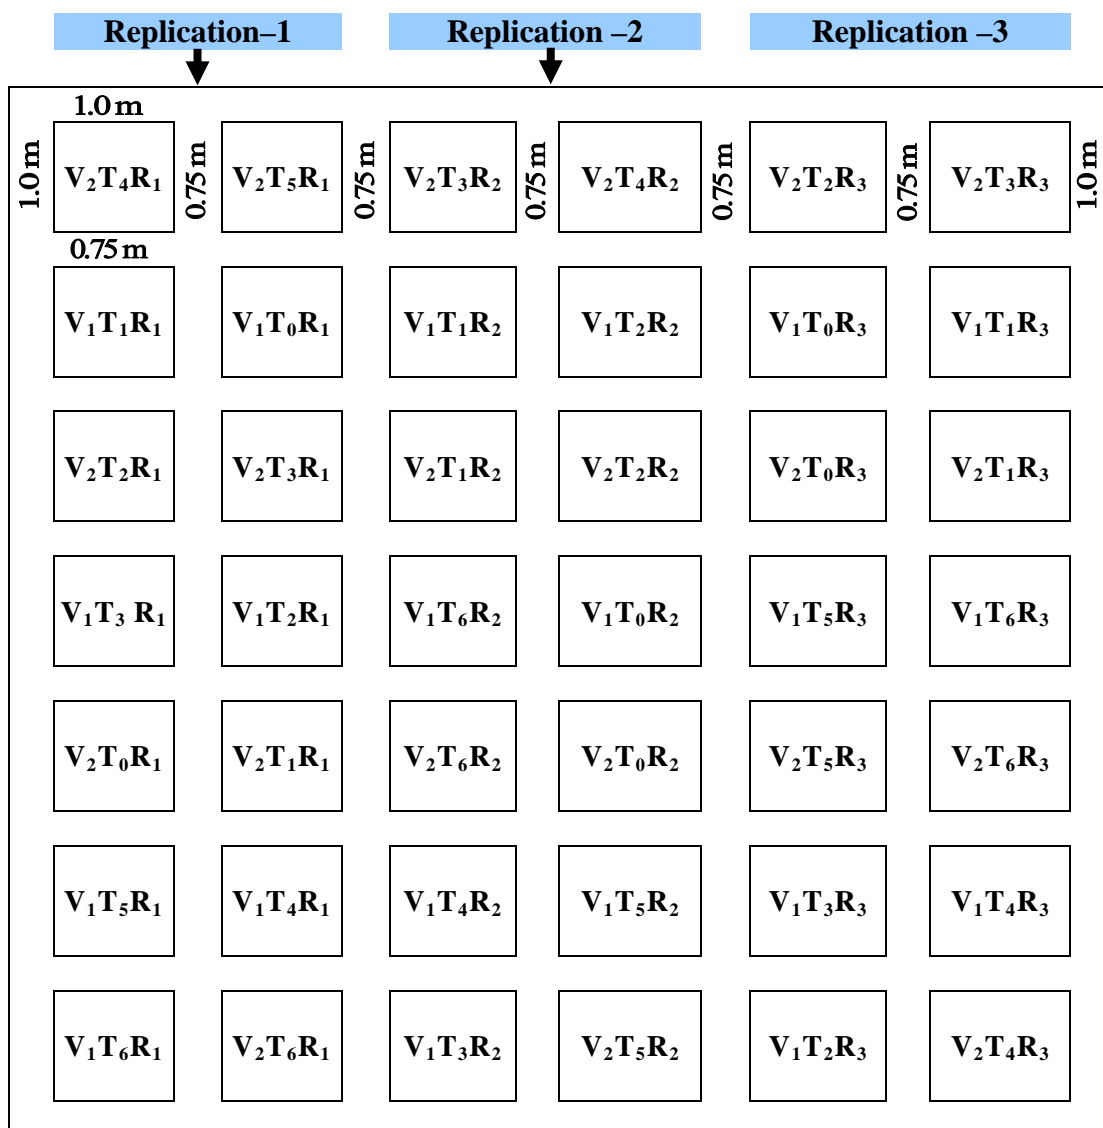 Replication–1 Replication –2 Replication –3
1.0 m
1.0 m V₂T₄R₁ 0.75 m V₂T₅R₁ 0.75 m V₂T₃R₂ 0.75 m V₂T₄R₂ 0.75 m V₂T₂R₃ 0.75 m V₂T₃R₃ 1.0 m
0.75 m
V₁T₁R₁ V₁T₀R₁ V₁T₁R₂ V₁T₂R₂ V₁T₀R₃ V₁T₁R₃
V₂T₂R₁ V₂T₃R₁ V₂T₁R₂ V₂T₂R₂ V₂T₀R₃ V₂T₁R₃
V₁T₃ R₁ V₁T₂R₁ V₁T₆R₂ V₁T₀R₂ V₁T₅R₃ V₁T₆R₃
V₂T₀R₁ V₂T₁R₁ V₂T₆R₂ V₂T₀R₂ V₂T₅R₃ V₂T₆R₃
V₁T₅R₁ V₁T₄R₁ V₁T₄R₂ V₁T₅R₂ V₁T₃R₃ V₁T₄R₃
V₁T₆R₁ V₂T₆R₁ V₁T₃R₂ V₂T₅R₂ V₁T₂R₃ V₂T₄R₃